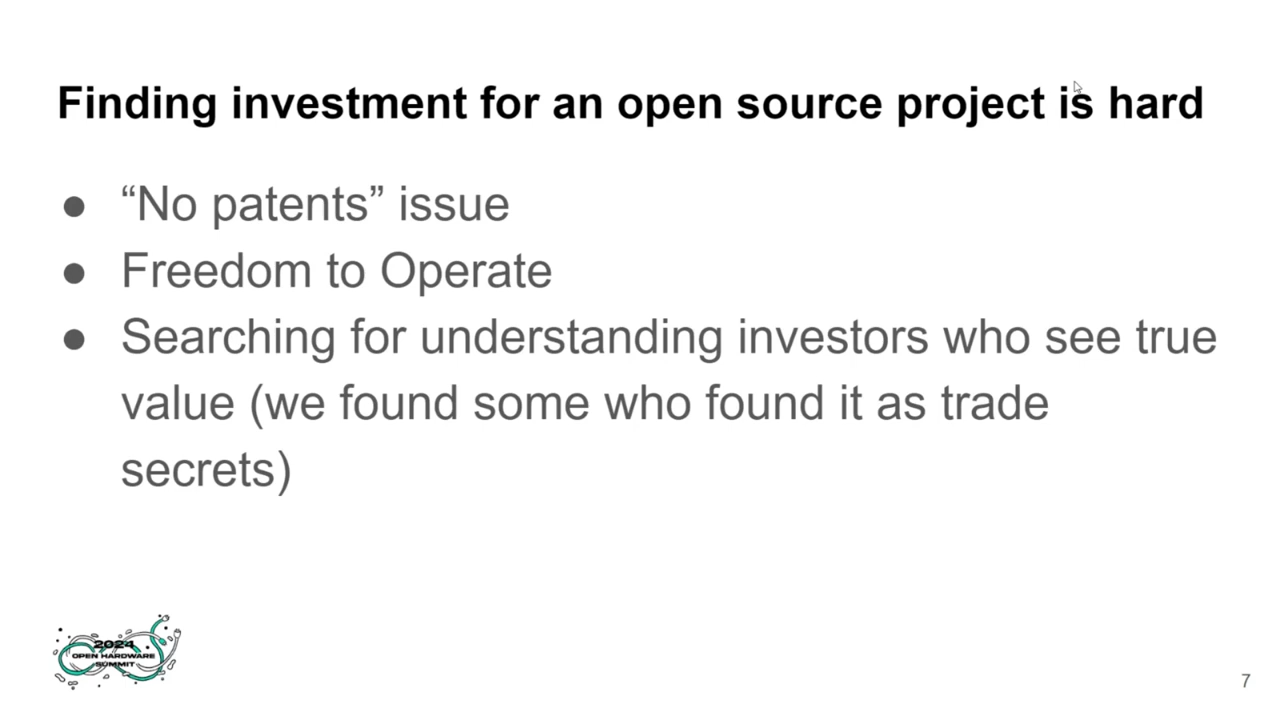 Finding investment for an open source project is hard
● “No patents” issue
● Freedom to Operate
● Searching for understanding investors who see true
value (we found some who found it as trade
secrets)
2024
OPEN HARDWARE
SUMMIT
7